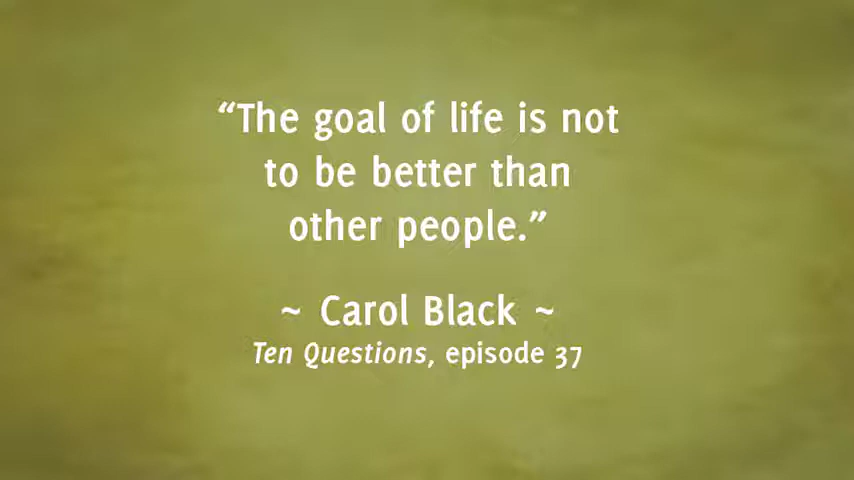 “The goal of life is not
to be better than
other people.”
~ Carol Black ~
Ten Questions, episode 37